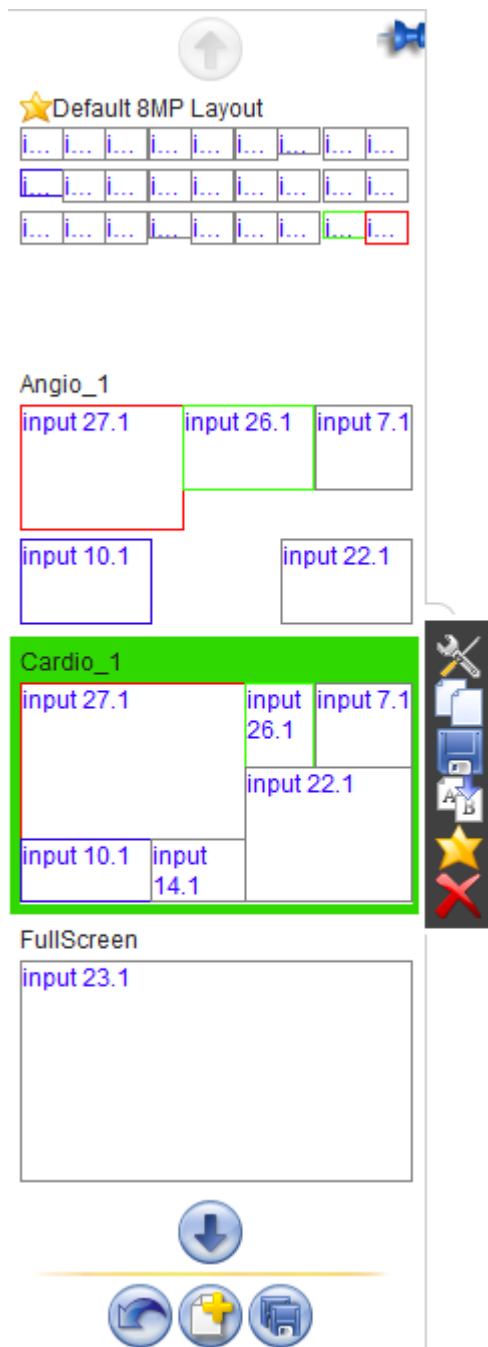 Default 8MP Layout
i... i... i... i... i... i... i... i... i...
i... i... i... i... i... i... i... i... i...
i... i... i... i... i... i... i... i... i...
Angio_1
input 27.1 input 26.1 input 7.1
input 10.1 input 22.1
Cardio_1
input 27.1 input input 7.1
26.1
input 22.1
input 10.1 input
14.1
A B
FullScreen
input 23.1